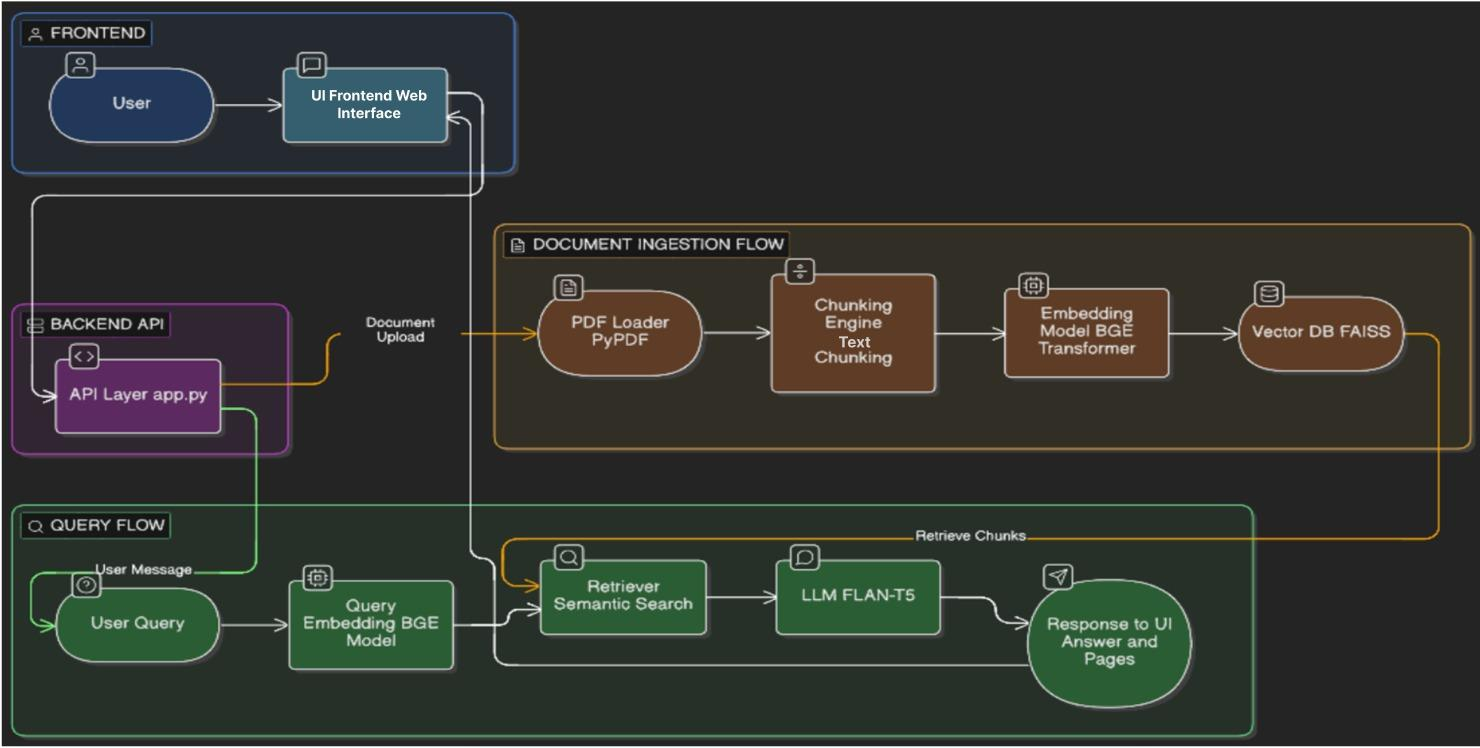 FRONTEND
User
UI Frontend Web
Interface
DOCUMENT INGESTION FLOW
PDF Loader
PyPDF
Chunking
Engine
Text
Chunking
Embedding
Model BGE
Transformer
Vector DB FAISS
BACKEND API
API Layer app.py
Document
Upload
QUERY FLOW
User Message
User Query
Query
Embedding BGE
Model
Retrieve Chunks
Retriever
Semantic Search
LLM FLAN-T5
Response to UI
Answer and
Pages